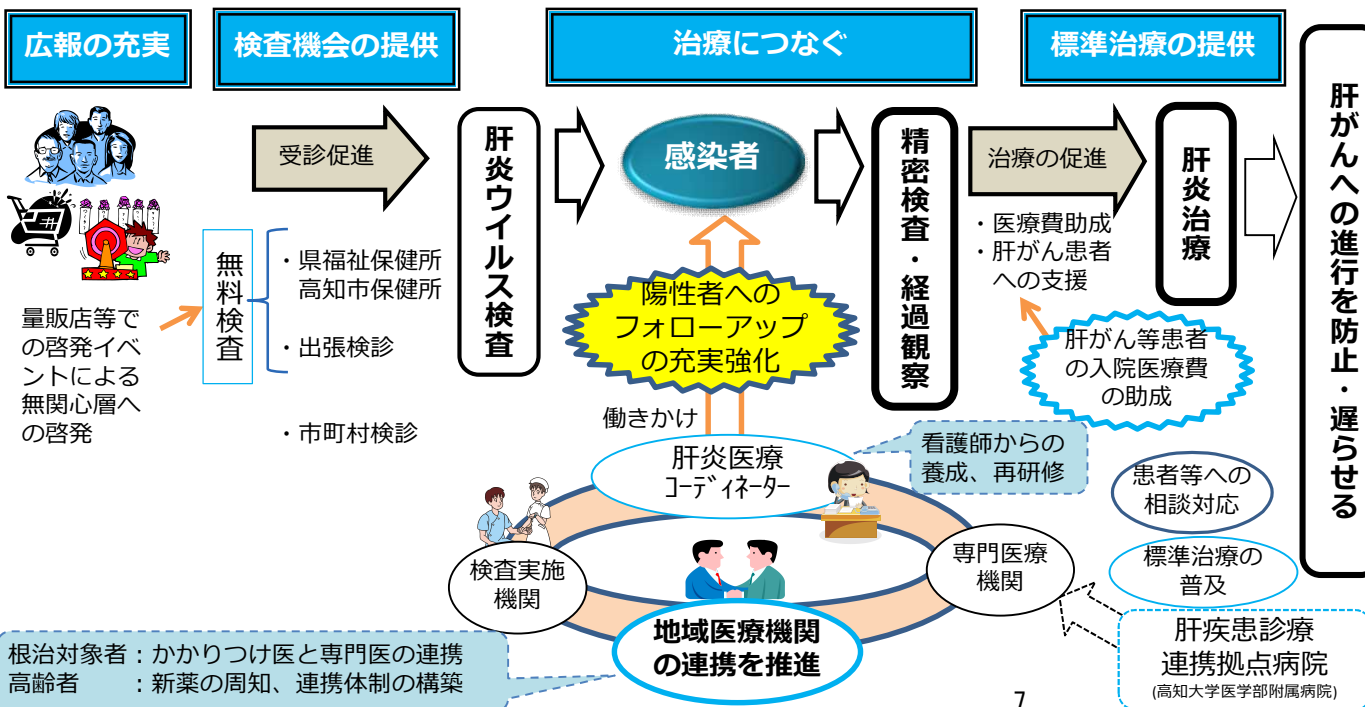 広報の充実
検査機会の提供
治療につなぐ
標準治療の提供
受診促進
肝炎ウイルス検査
感染者
精密検査・経過観察
治療の促進
肝炎治療
肝がんへの進行を防止・遅らせる
・医療費助成
・肝がん患者
への支援
量販店等で
の啓発イベ
ントによる
無関心層へ
の啓発
無料検査
・県福祉保健所
高知市保健所
・出張検診
・市町村検診
陽性者への
フォローアップ
の充実強化
肝がん等患者
の入院医療費
の助成
働きかけ
肝炎医療
ｺｰﾃﾞｨﾈｰﾀｰ
看護師からの
養成、再研修
患者等への
相談対応
検査実施
機関
専門医療
機関
標準治療の
普及
地域医療機関
の連携を推進
肝疾患診療
連携拠点病院
(高知大学医学部附属病院)
根治対象者：かかりつけ医と専門医の連携
高齢者　　：新薬の周知、連携体制の構築
7